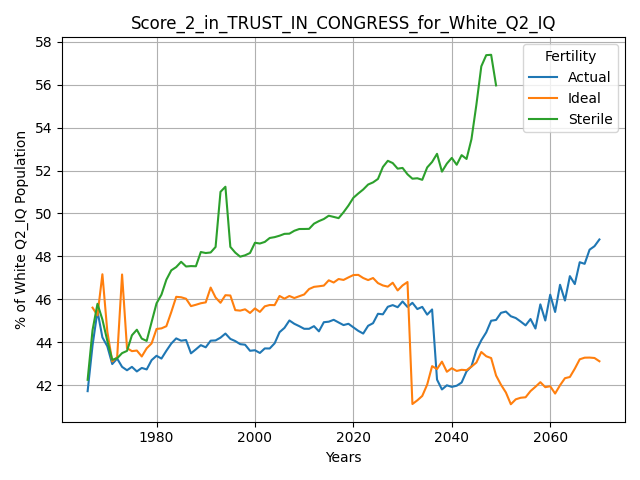 Score_2_in_TRUST_IN_CONGRESS_for_White_Q2_IQ
58
56
54
52
50
48
46
44
42
% of White Q2_IQ Population
Fertility
Actual
Ideal
Sterile
1980
2000
2020
2040
2060
Years